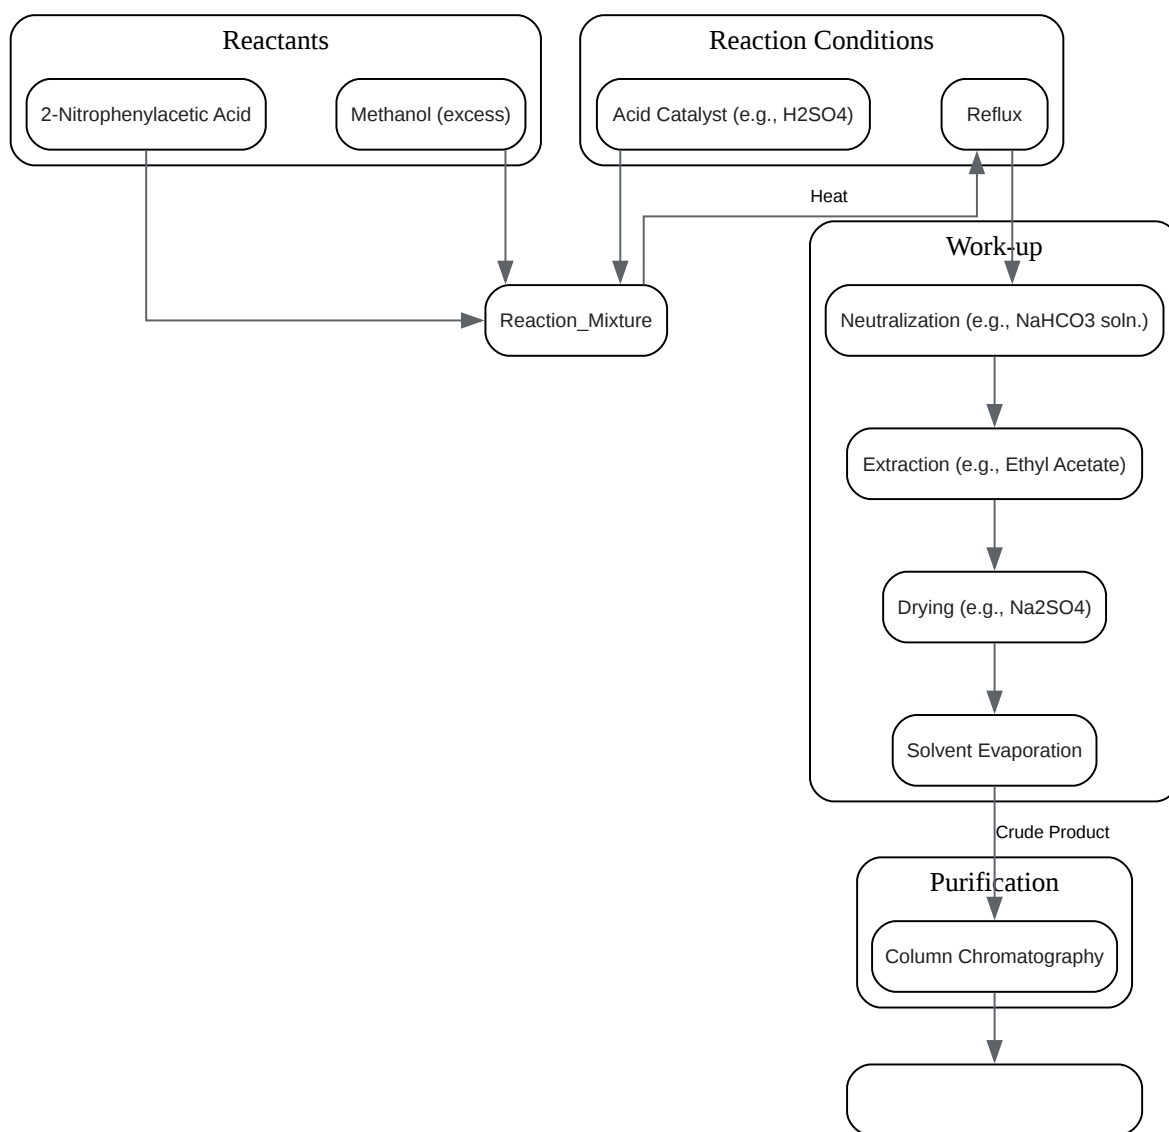 Reactants
Reaction Conditions
2-Nitrophenylacetic Acid
Methanol (excess)
Acid Catalyst (e.g., H2SO4)
Reflux
Heat
Work-up
Reaction_Mixture
Neutralization (e.g., NaHCO3 soln.)
Extraction (e.g., Ethyl Acetate)
Drying (e.g., Na2SO4)
Solvent Evaporation
Crude Product
Purification
Column Chromatography